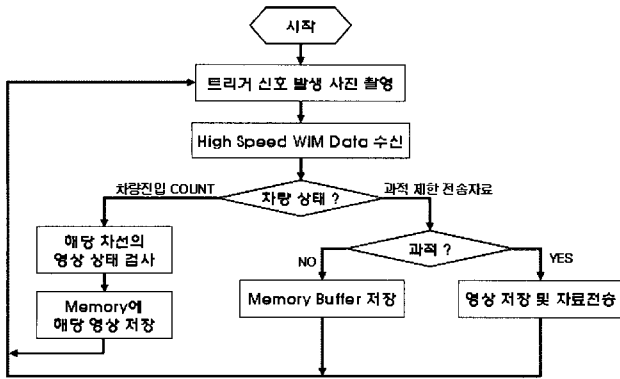 시작
트리거 신호 발생 사진 촬영
High Speed WIM Data 수신
차량진입 COUNT
차량 상태 ?
과적 제한 전송자료
해당 차선의
영상 상태 검사
과적 ?
NO
YES
Memory에
해당 영상 저장
Memory Buffer 저장
영상 저장 및 자료전송